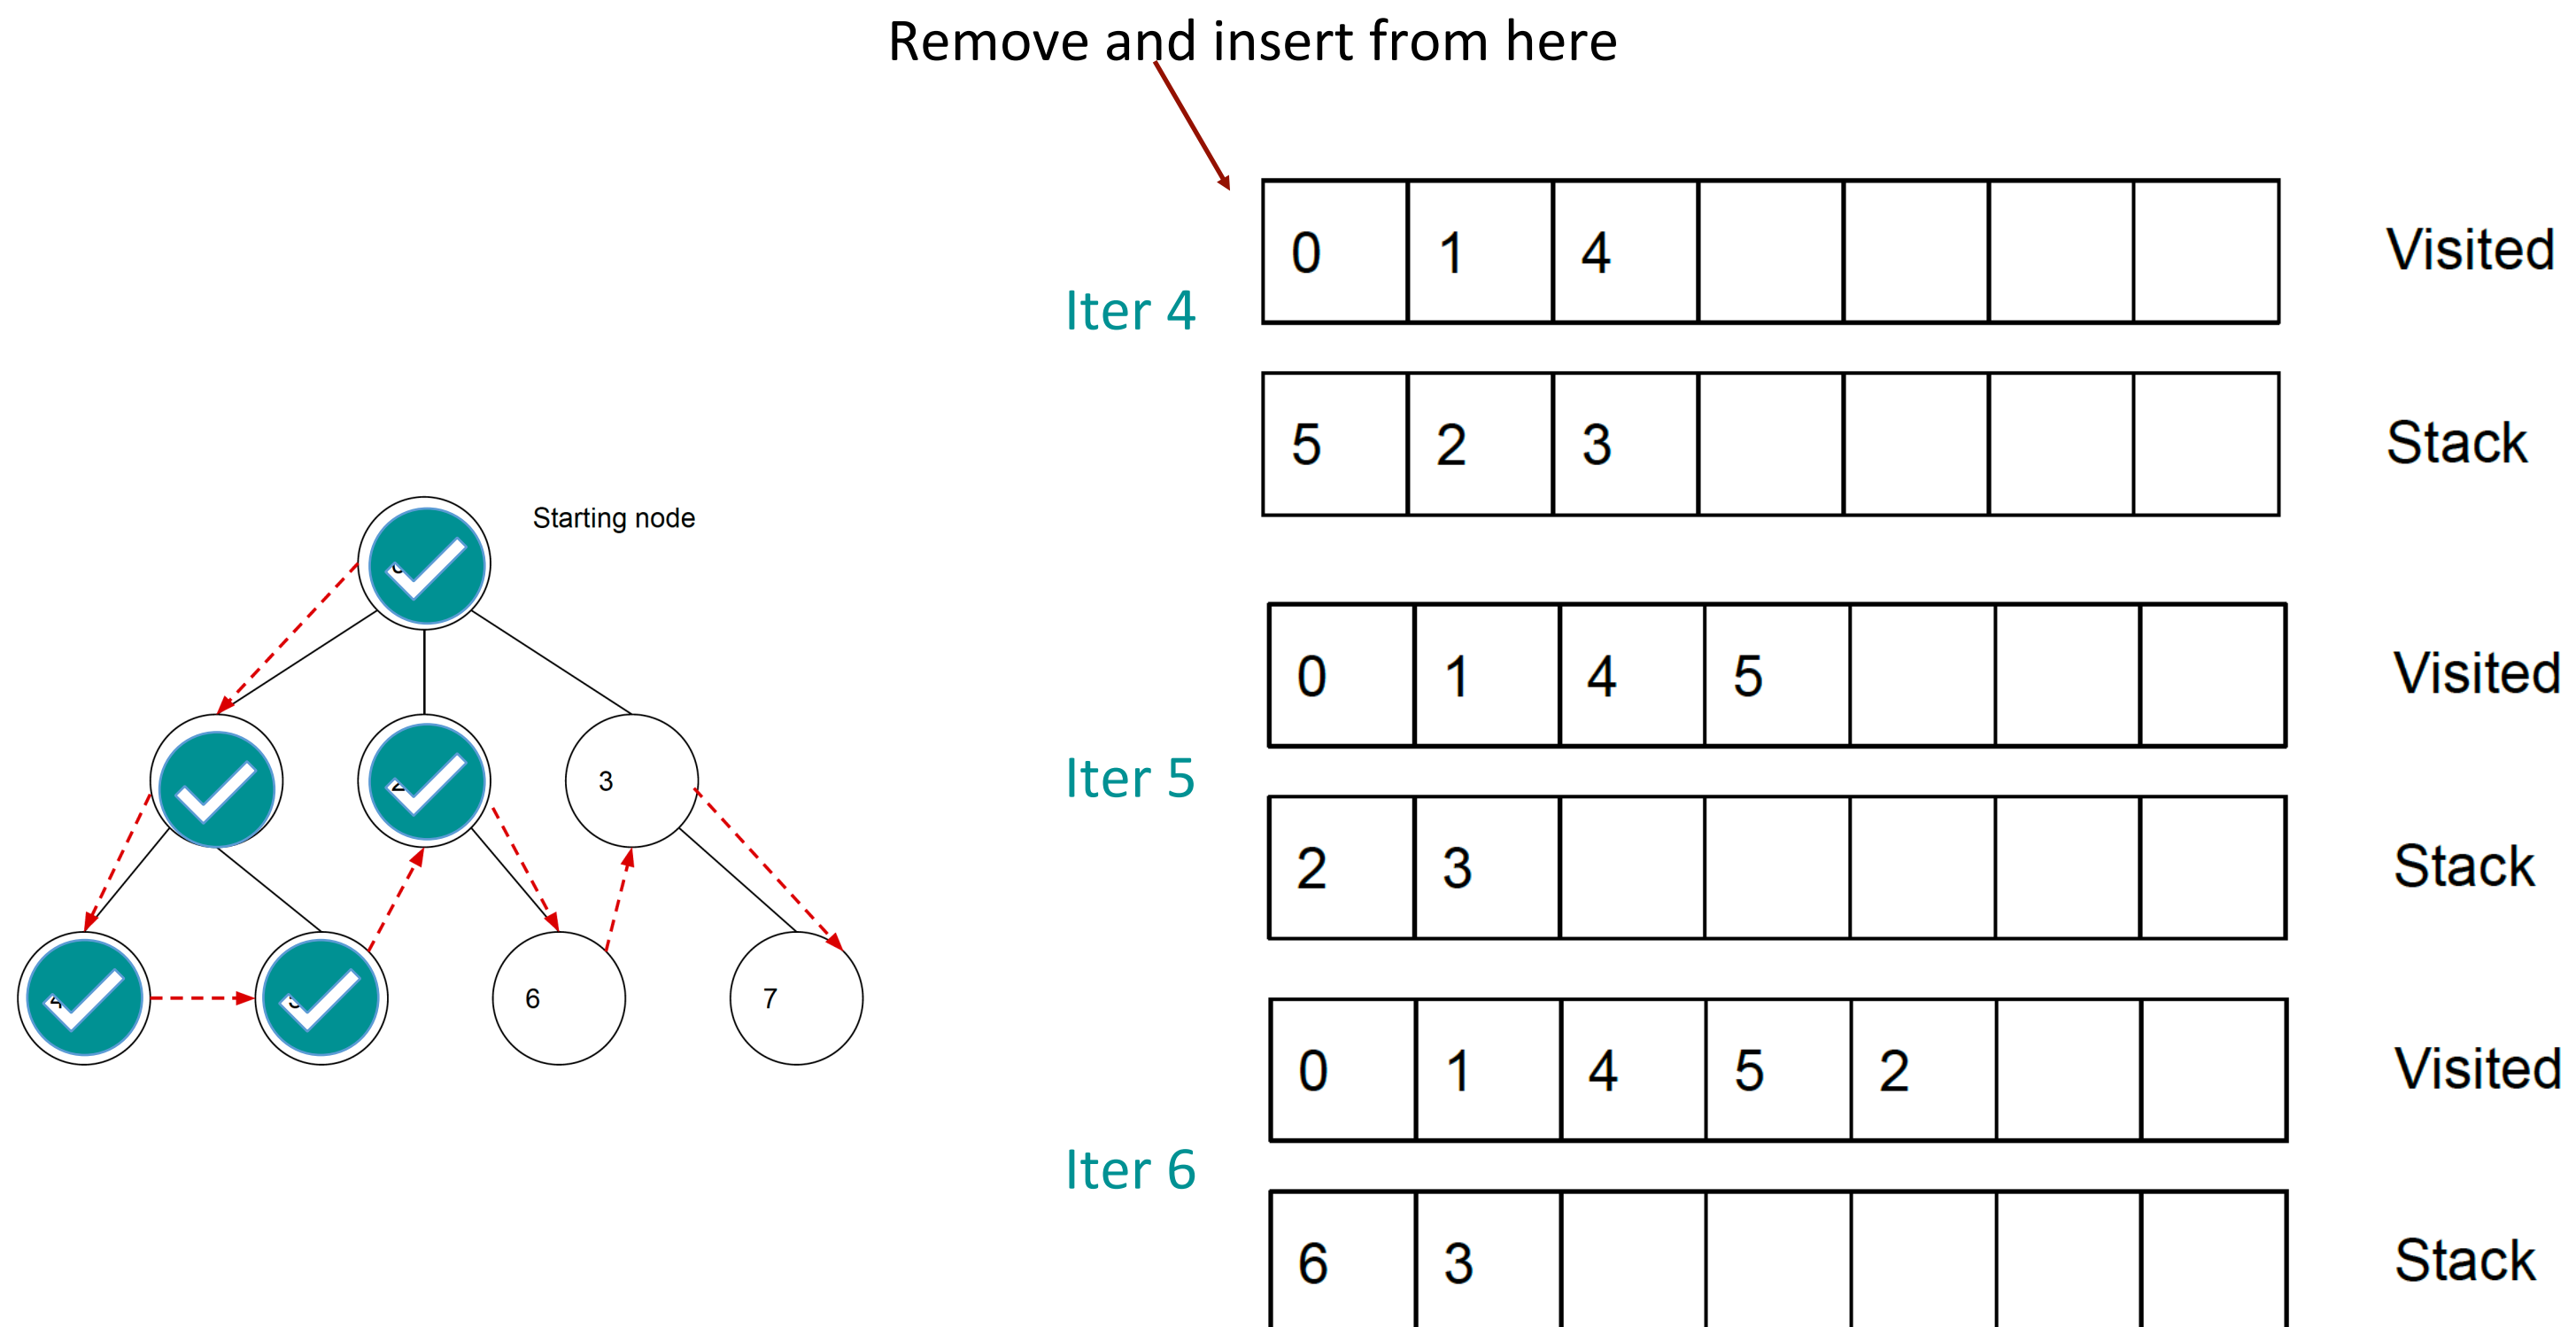 Remove and insert from here
0 1 4
Visited
Iter 4
5 2 3
Stack
Starting node
0 1 4 5
Visited
3
Iter 5
2 3
Stack
6
7
0 1 4 5 2
Visited
Iter 6
6 3
Stack